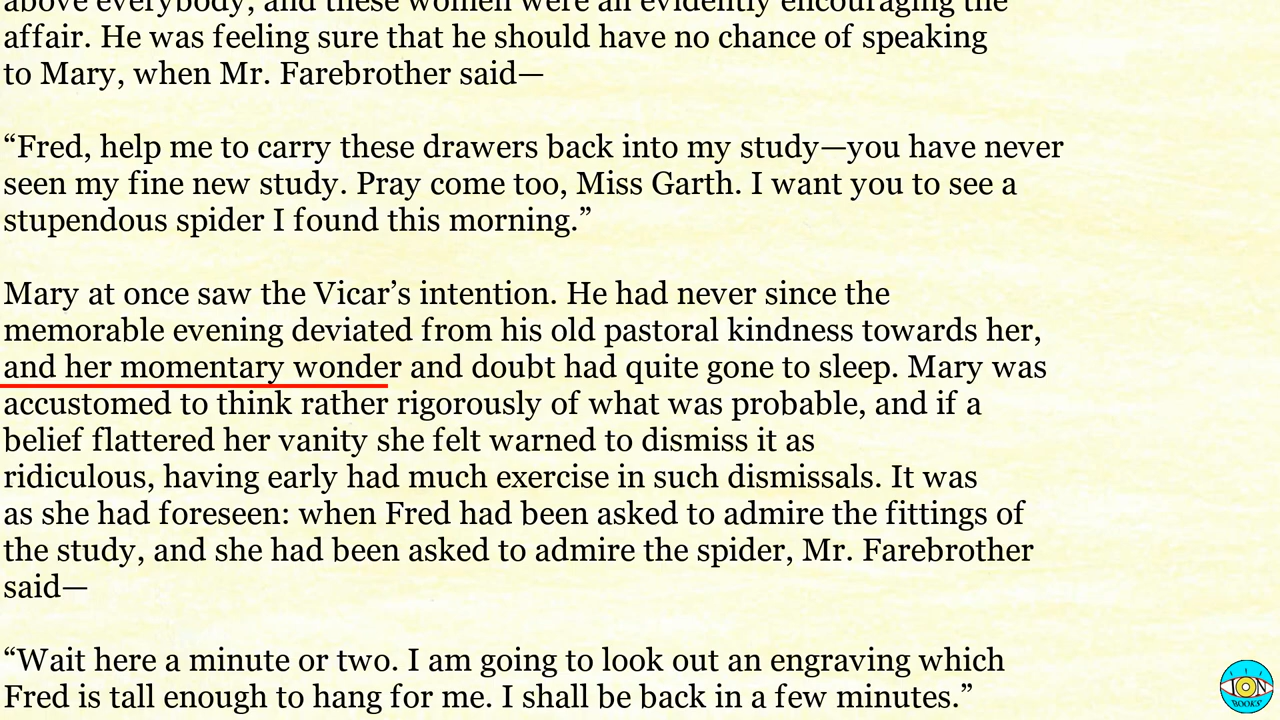 above everybody, and these women were all evidently encouraging the
affair. He was feeling sure that he should have no chance of speaking
to Mary, when Mr. Farebrother said—
“Fred, help me to carry these drawers back into my study—you have never
seen my fine new study. Pray come too, Miss Garth. I want you to see a
stupendous spider I found this morning.”
Mary at once saw the Vicar’s intention. He had never since the
memorable evening deviated from his old pastoral kindness towards her,
and her momentary wonder and doubt had quite gone to sleep. Mary was
accustomed to think rather rigorously of what was probable, and if a
belief flattered her vanity she felt warned to dismiss it as
ridiculous, having early had much exercise in such dismissals. It was
as she had foreseen: when Fred had been asked to admire the fittings of
the study, and she had been asked to admire the spider, Mr. Farebrother
said—
“Wait here a minute or two. I am going to look out an engraving which
Fred is tall enough to hang for me. I shall be back in a few minutes.”
ION
BOOKS